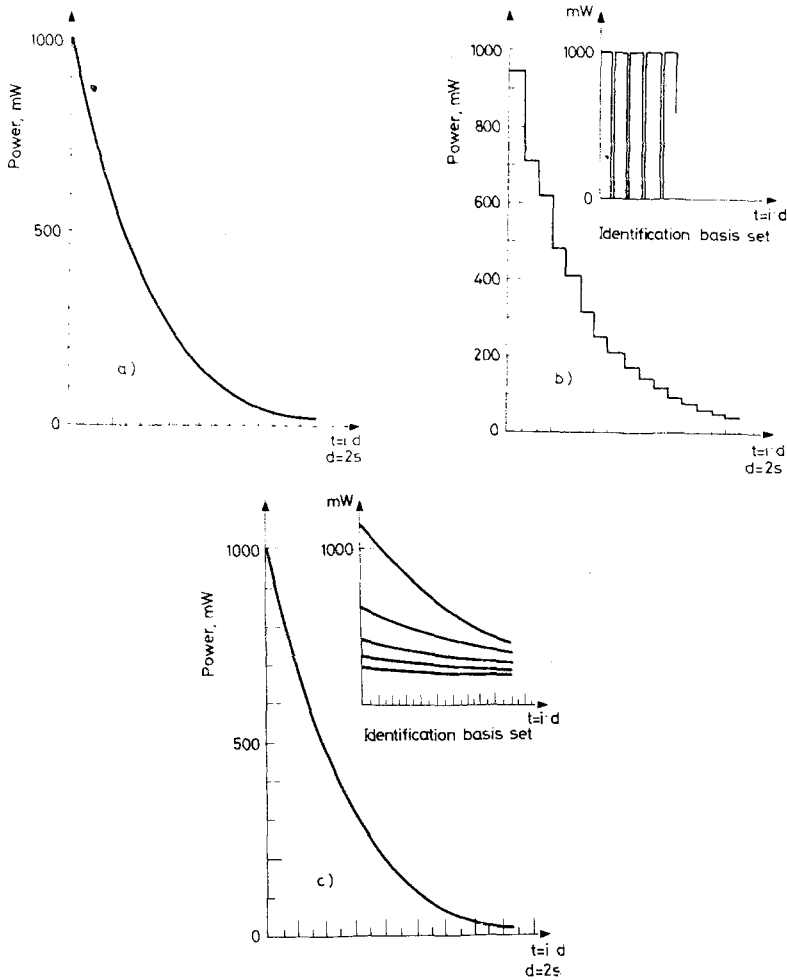 1000
Power, mW
500
0
a)
t=i·d
d=2s
mW
1000
0
t=i·d
Identification basis set
1000
800
600
400
200
0
Power, mW
b)
t=i·d
d=2s
mW
1000
t=i·d
Identification basis set
1000
Power, mW
500
0
c)
t=i·d
d=2s